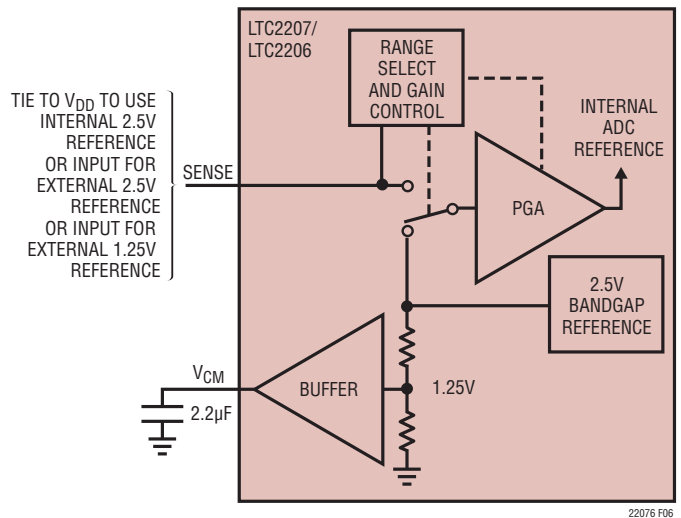 LTC2207/
LTC2206
RANGE
SELECT
AND GAIN
CONTROL
TIE TO VDD TO USE
INTERNAL 2.5V
REFERENCE
OR INPUT FOR
EXTERNAL 2.5V
REFERENCE
OR INPUT FOR
EXTERNAL 1.25V
REFERENCE
SENSE
INTERNAL
ADC
REFERENCE
PGA
2.5V
BANDGAP
REFERENCE
VCM
BUFFER
1.25V
2.2µF
22076 F06